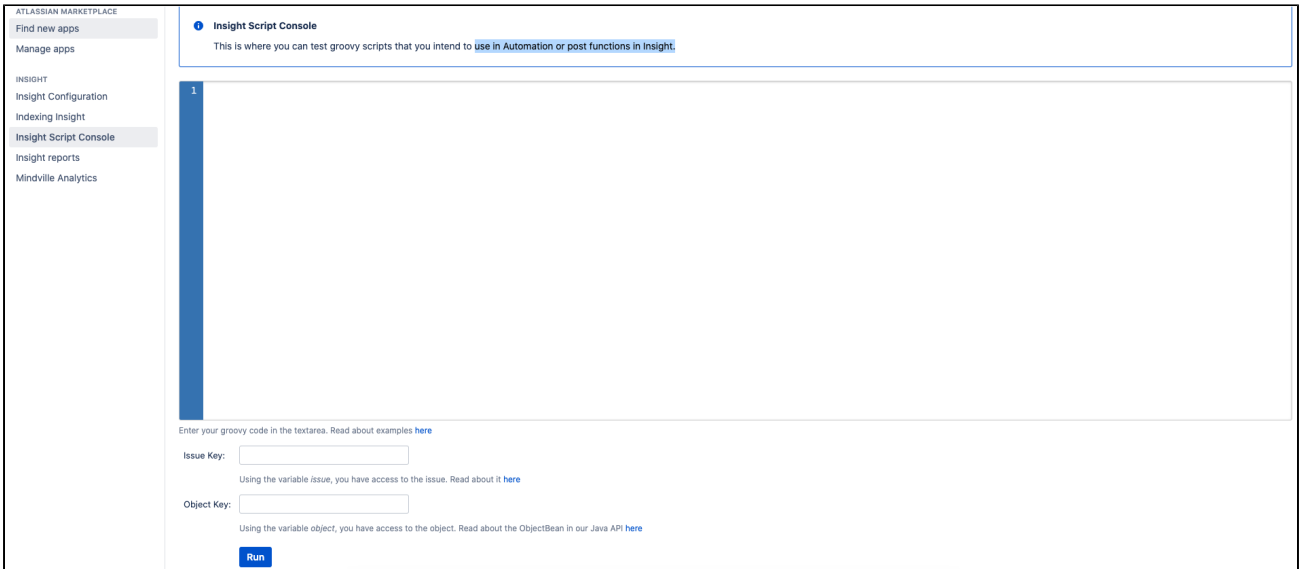 ATLASSIAN MARKETPLACE
Find new apps
Manage apps
INSIGHT
Insight Configuration
Indexing Insight
Insight Script Console
Insight reports
Mindville Analytics
Insight Script Console
This is where you can test groovy scripts that you intend to use in Automation or post functions in Insight.
1
Enter your groovy code in the textarea. Read about examples here
Issue Key:
Using the variable issue, you have access to the issue. Read about it here
Object Key:
Using the variable object, you have access to the object. Read about the ObjectBean in our Java API here
Run